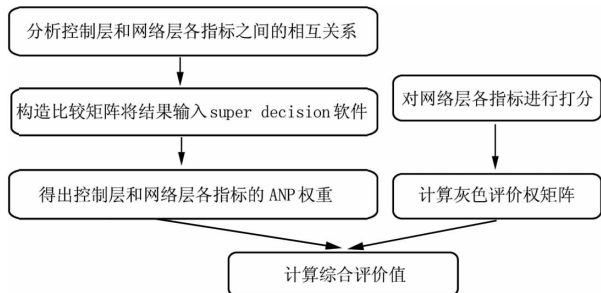 分析控制层和网络层各指标之间的相互关系
构造比较矩阵将结果输入super decision软件
对网络层各指标进行打分
得出控制层和网络层各指标的ANP权重
计算灰色评价权矩阵
计算综合评价值